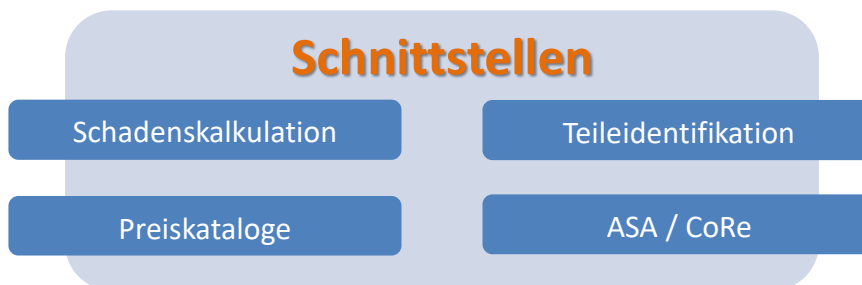 Schnittstellen
Schadenskalkulation
Teileidentifikation
Preiskataloge
ASA / CoRe